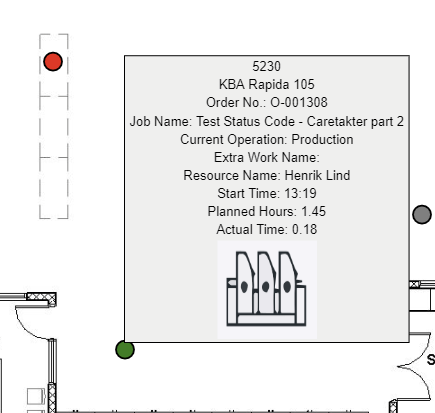 5230
KBA Rapida 105
Order No.: O-001308
Job Name: Test Status Code - Caretakter part 2
Current Operation: Production
Extra Work Name:
Resource Name: Henrik Lind
Start Time: 13:19
Planned Hours: 1.45
Actual Time: 0.18
S